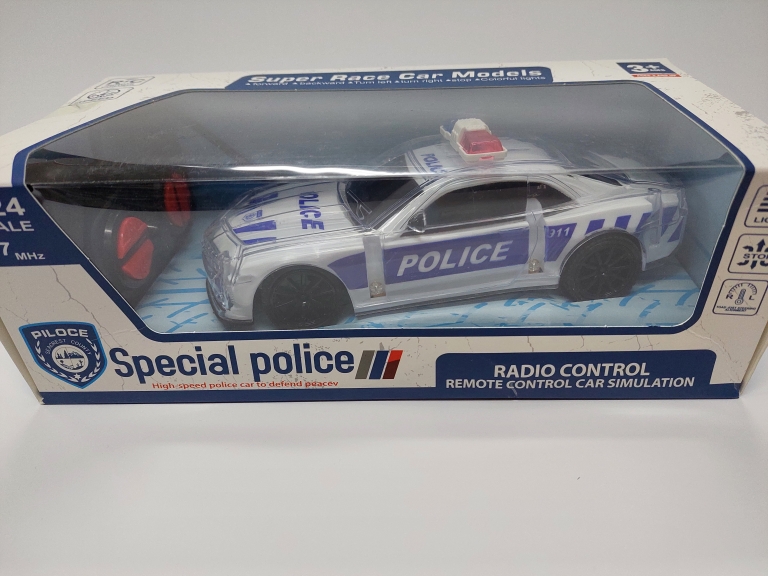 Super Race Car Models
forward backward Turn left turn right stop Colorful lights
3+
24
ALE
7 MHz
POLICE
POLICE
POLICE
911
LIG
STOP
R L
PILOCE
Special police
High speed police car to defend peacev
RADIO CONTROL
REMOTE CONTROL CAR SIMULATION